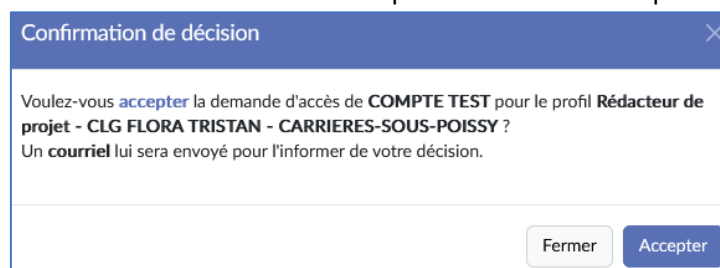 Confirmation de décision
Voulez-vous accepter la demande d'accès de COMPTE TEST pour le profil Rédacteur de
projet - CLG FLORA TRISTAN - CARRIERES-SOUS-POISSY ?
Un courriel lui sera envoyé pour l'informer de votre décision.
Fermer
Accepter